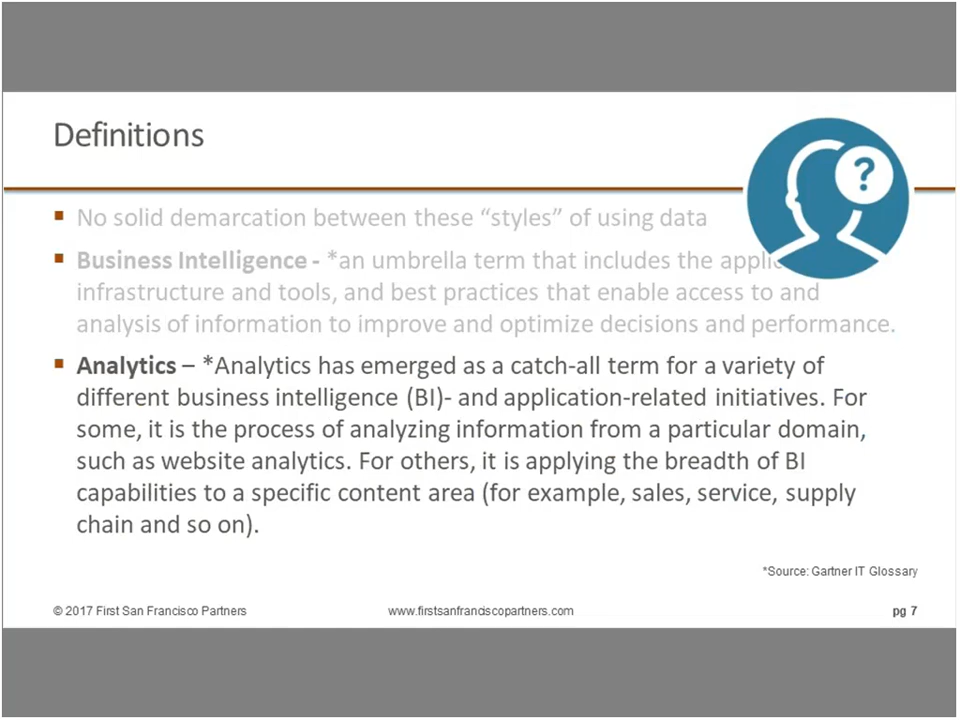 Definitions
?
▪ No solid demarcation between these “styles” of using data
▪ Business Intelligence - *an umbrella term that includes the
infrastructure and tools, and best practices that enable access to and
analysis of information to improve and optimize decisions and performance.
▪ Analytics – *Analytics has emerged as a catch-all term for a variety of
different business intelligence (BI)- and application-related initiatives. For
some, it is the process of analyzing information from a particular domain,
such as website analytics. For others, it is applying the breadth of BI
capabilities to a specific content area (for example, sales, service, supply
chain and so on).
*Source: Gartner IT Glossary
© 2017 First San Francisco Partners www.firstsanfranciscopartners.com pg 7